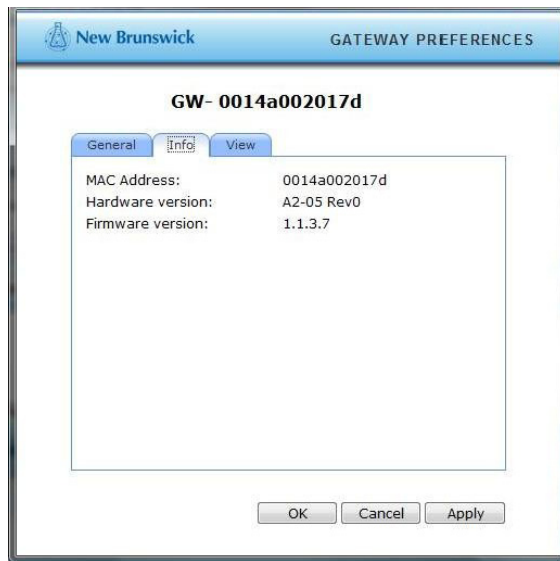 New Brunswick GATEWAY PREFERENCES
GW- 0014a002017d
General Info View
MAC Address: 0014a002017d
Hardware version: A2-05 Rev0
Firmware version: 1.1.3.7
OK Cancel Apply